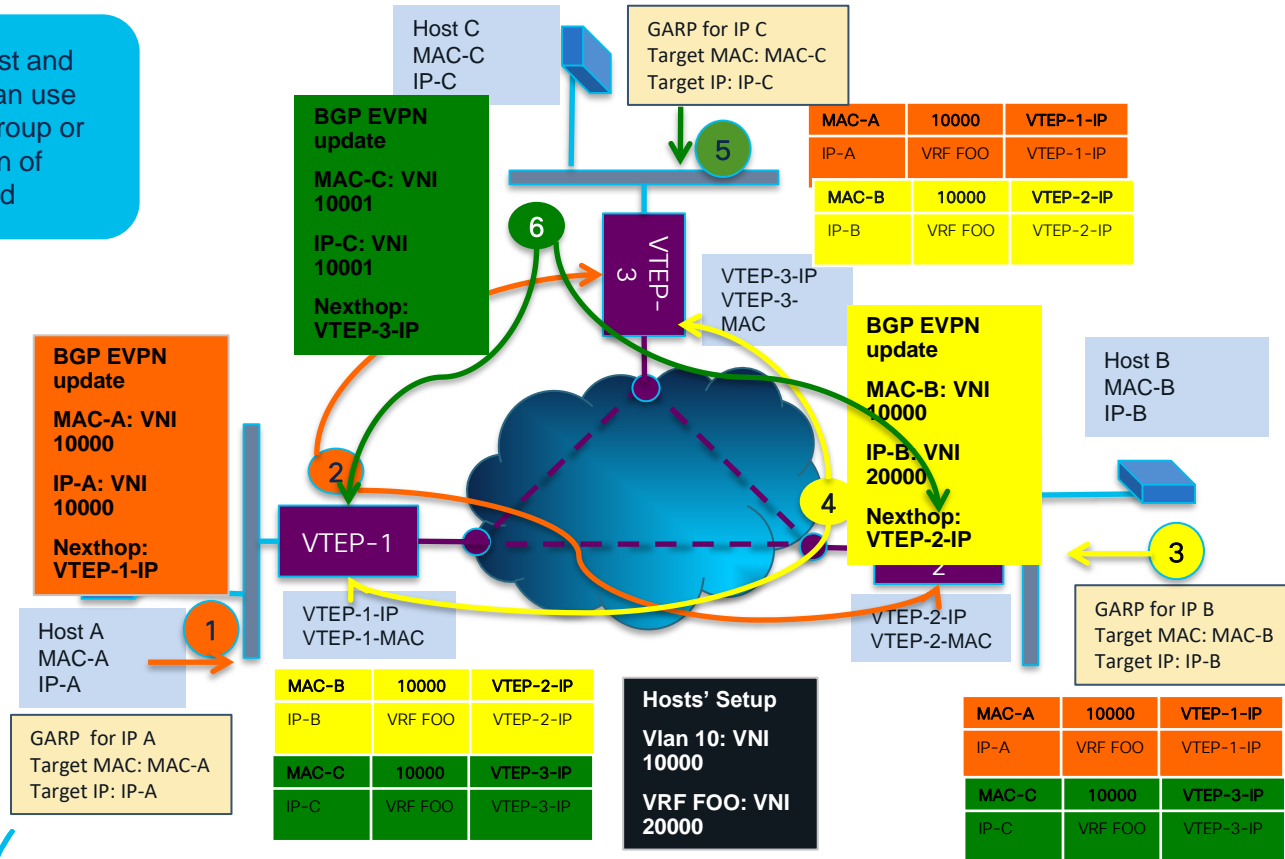 st and
an use
roup or
n of
d
Host C
MAC-C
IP-C
GARP for IP C
Target MAC: MAC-C
Target IP: IP-C
BGP EVPN
update
MAC-C: VNI
10001
IP-C: VNI
10001
Nexthop:
VTEP-3-IP
5
MAC-A 10000 VTEP-1-IP
IP-A VRF FOO VTEP-1-IP
MAC-B 10000 VTEP-2-IP
IP-B VRF FOO VTEP-2-IP
6
VTEP-
3
VTEP-3-IP
VTEP-3-
MAC
BGP EVPN
update
MAC-A: VNI
10000
IP-A: VNI
10000
Nexthop:
VTEP-1-IP
BGP EVPN
update
MAC-B: VNI
10000
IP-B: VNI
20000
Nexthop:
VTEP-2-IP
Host B
MAC-B
IP-B
2
4
VTEP-1
2
3
VTEP-1-IP
VTEP-1-MAC
VTEP-2-IP
VTEP-2-MAC
GARP for IP B
Target MAC: MAC-B
Target IP: IP-B
Host A
MAC-A
IP-A
1
GARP for IP A
Target MAC: MAC-A
Target IP: IP-A
MAC-B 10000 VTEP-2-IP
IP-B VRF FOO VTEP-2-IP
MAC-C 10000 VTEP-3-IP
IP-C VRF FOO VTEP-3-IP
Hosts' Setup
Vlan 10: VNI
10000
VRF FOO: VNI
20000
MAC-A 10000 VTEP-1-IP
IP-A VRF FOO VTEP-1-IP
MAC-C 10000 VTEP-3-IP
IP-C VRF FOO VTEP-3-IP